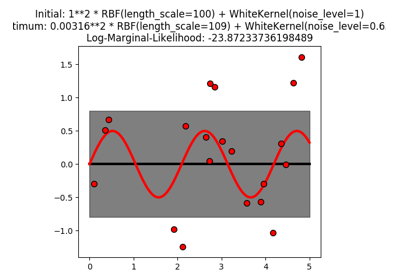 Initial: 1**2 * RBF(length_scale=100) + WhiteKernel(noise_level=1)
timum: 0.00316**2 * RBF(length_scale=109) + WhiteKernel(noise_level=0.6
Log-Marginal-Likelihood: -23.87233736198489
1.5
1.0
0.5
0.0
−0.5
−1.0
0 1 2 3 4 5